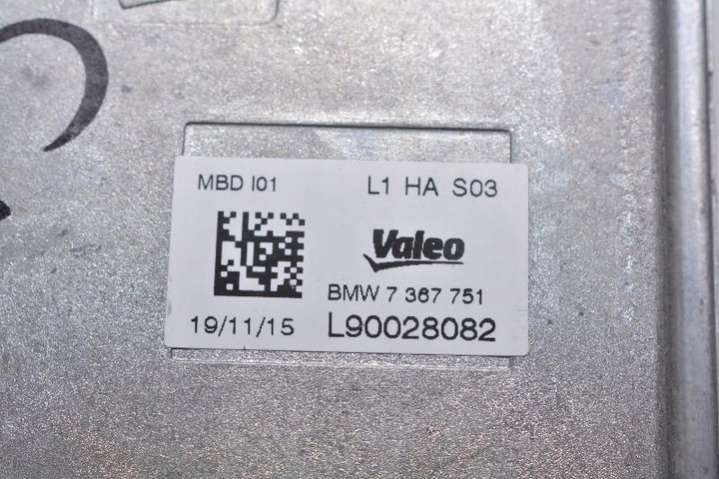 MBD I01 L1 HA S03
Valeo
BMW 7 367 751
19/11/15 L90028082